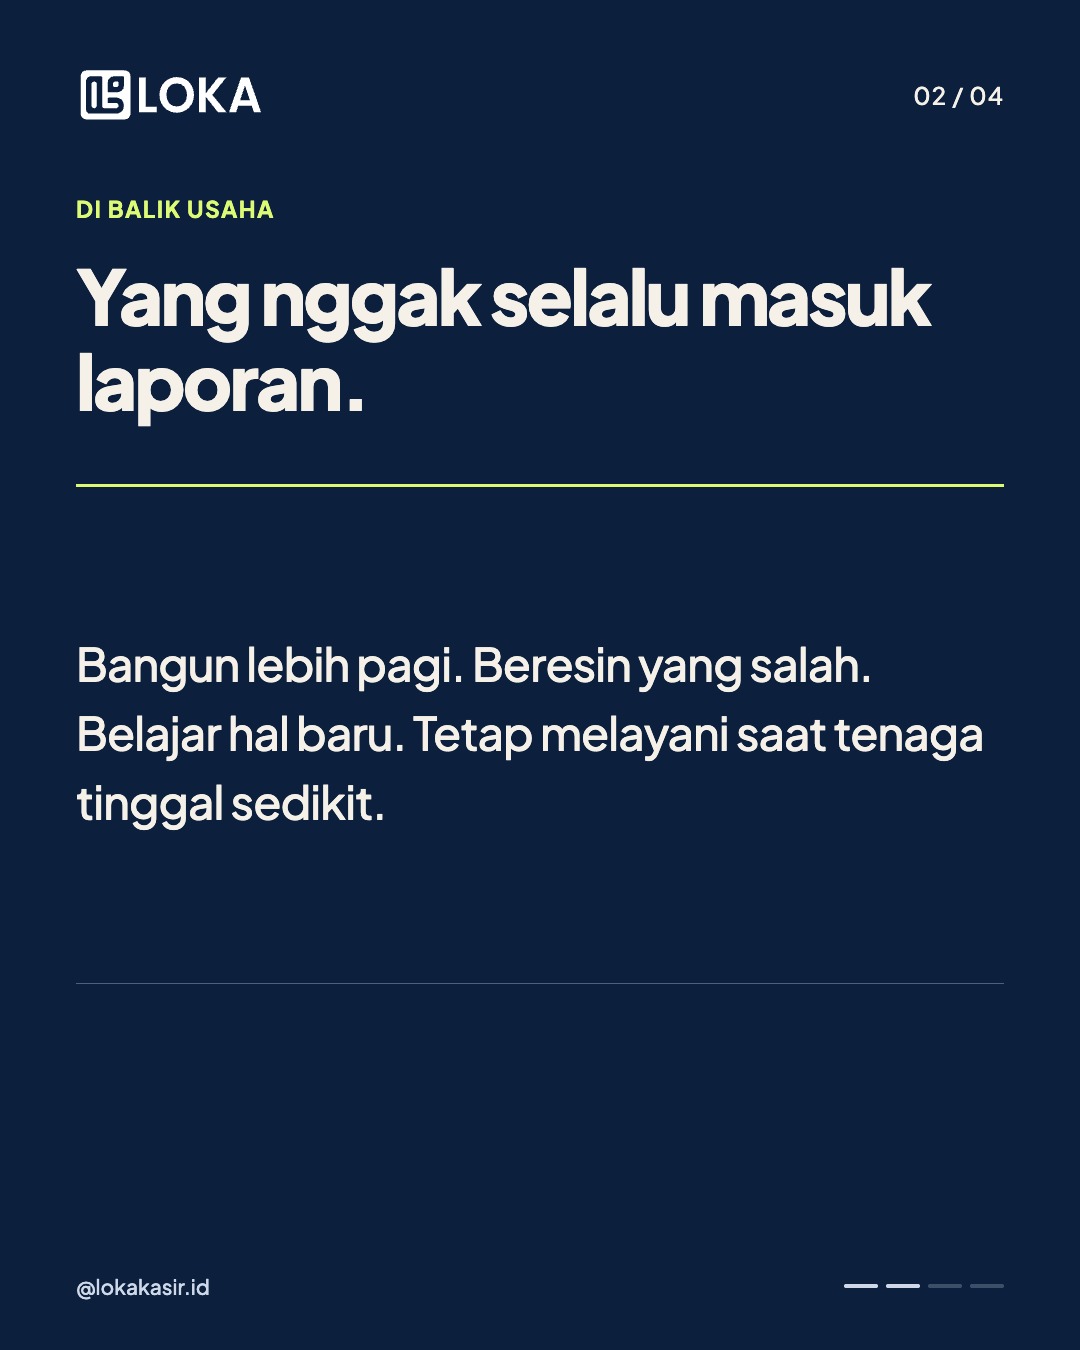 LOKA
02 / 04
DI BALIK USAHA
Yang nggak selalu masuk
laporan.
Bangun lebih pagi. Beresin yang salah.
Belajar hal baru. Tetap melayani saat tenaga
tinggal sedikit.
@lokakasir.id